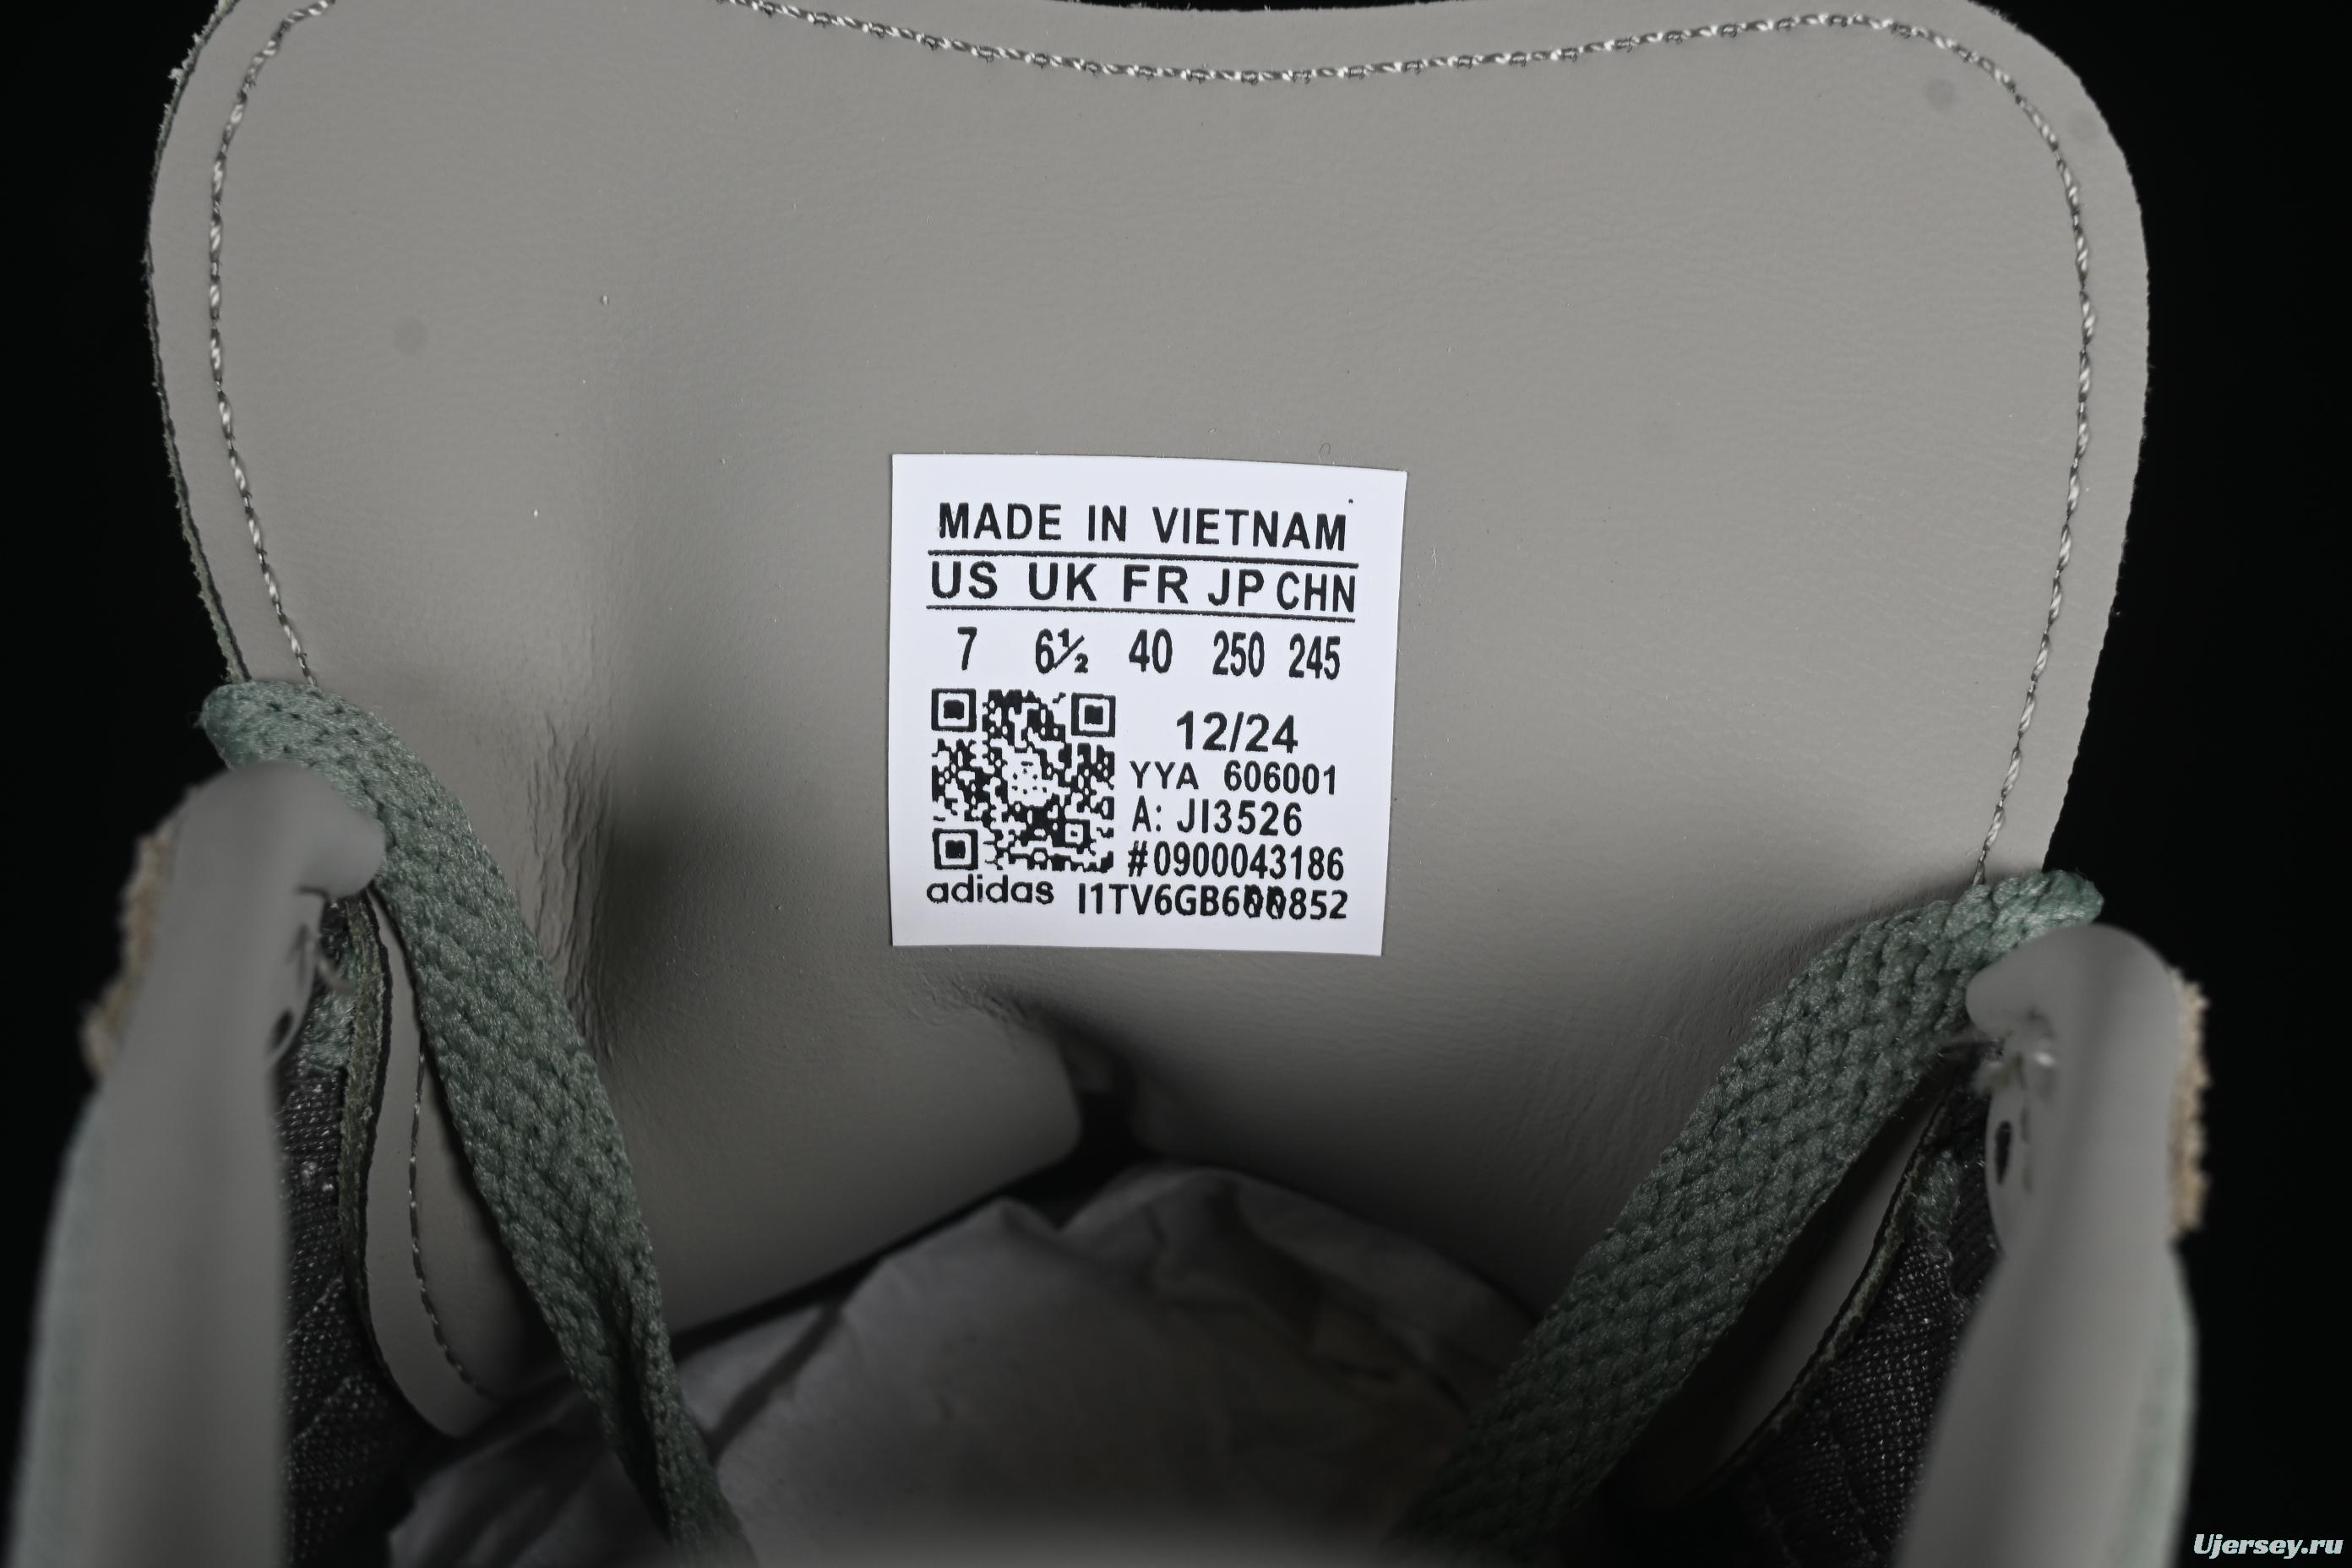 MADE IN VIETNAM
US UK FR JP CHN
7 6½ 40 250 245
12/24
YYA 606001
A: JI3526
#0900043186
adidas I1TV6GB600852
Ujersey.ru